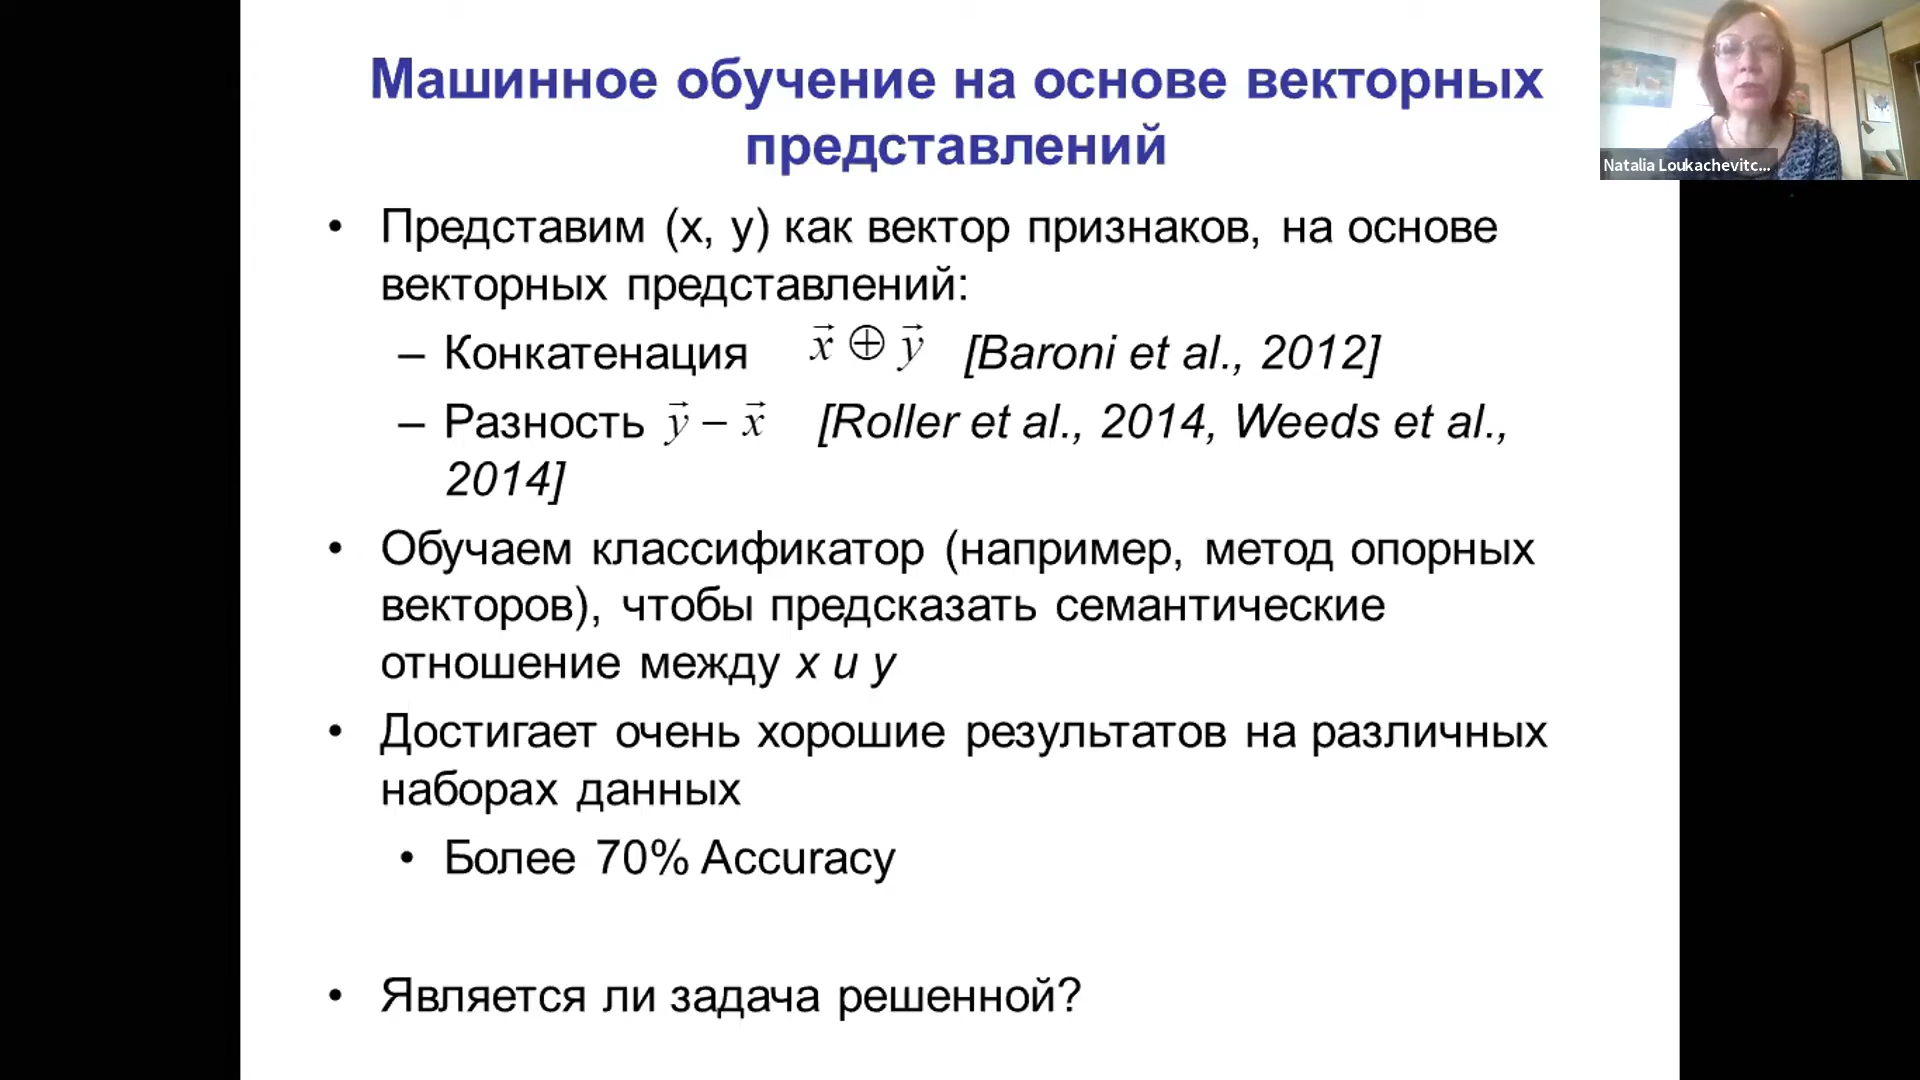 Машинное обучение на основе векторных
представлений
Natalia Loukachevitc...
• Представим (x, y) как вектор признаков, на основе
векторных представлений:
– Конкатенация x⃗ ⊕ y⃗ [Baroni et al., 2012]
– Разность y⃗ − x⃗ [Roller et al., 2014, Weeds et al.,
2014]
• Обучаем классификатор (например, метод опорных
векторов), чтобы предсказать семантические
отношение между x и y
• Достигает очень хорошие результатов на различных
наборах данных
• Более 70% Accuracy
• Является ли задача решенной?